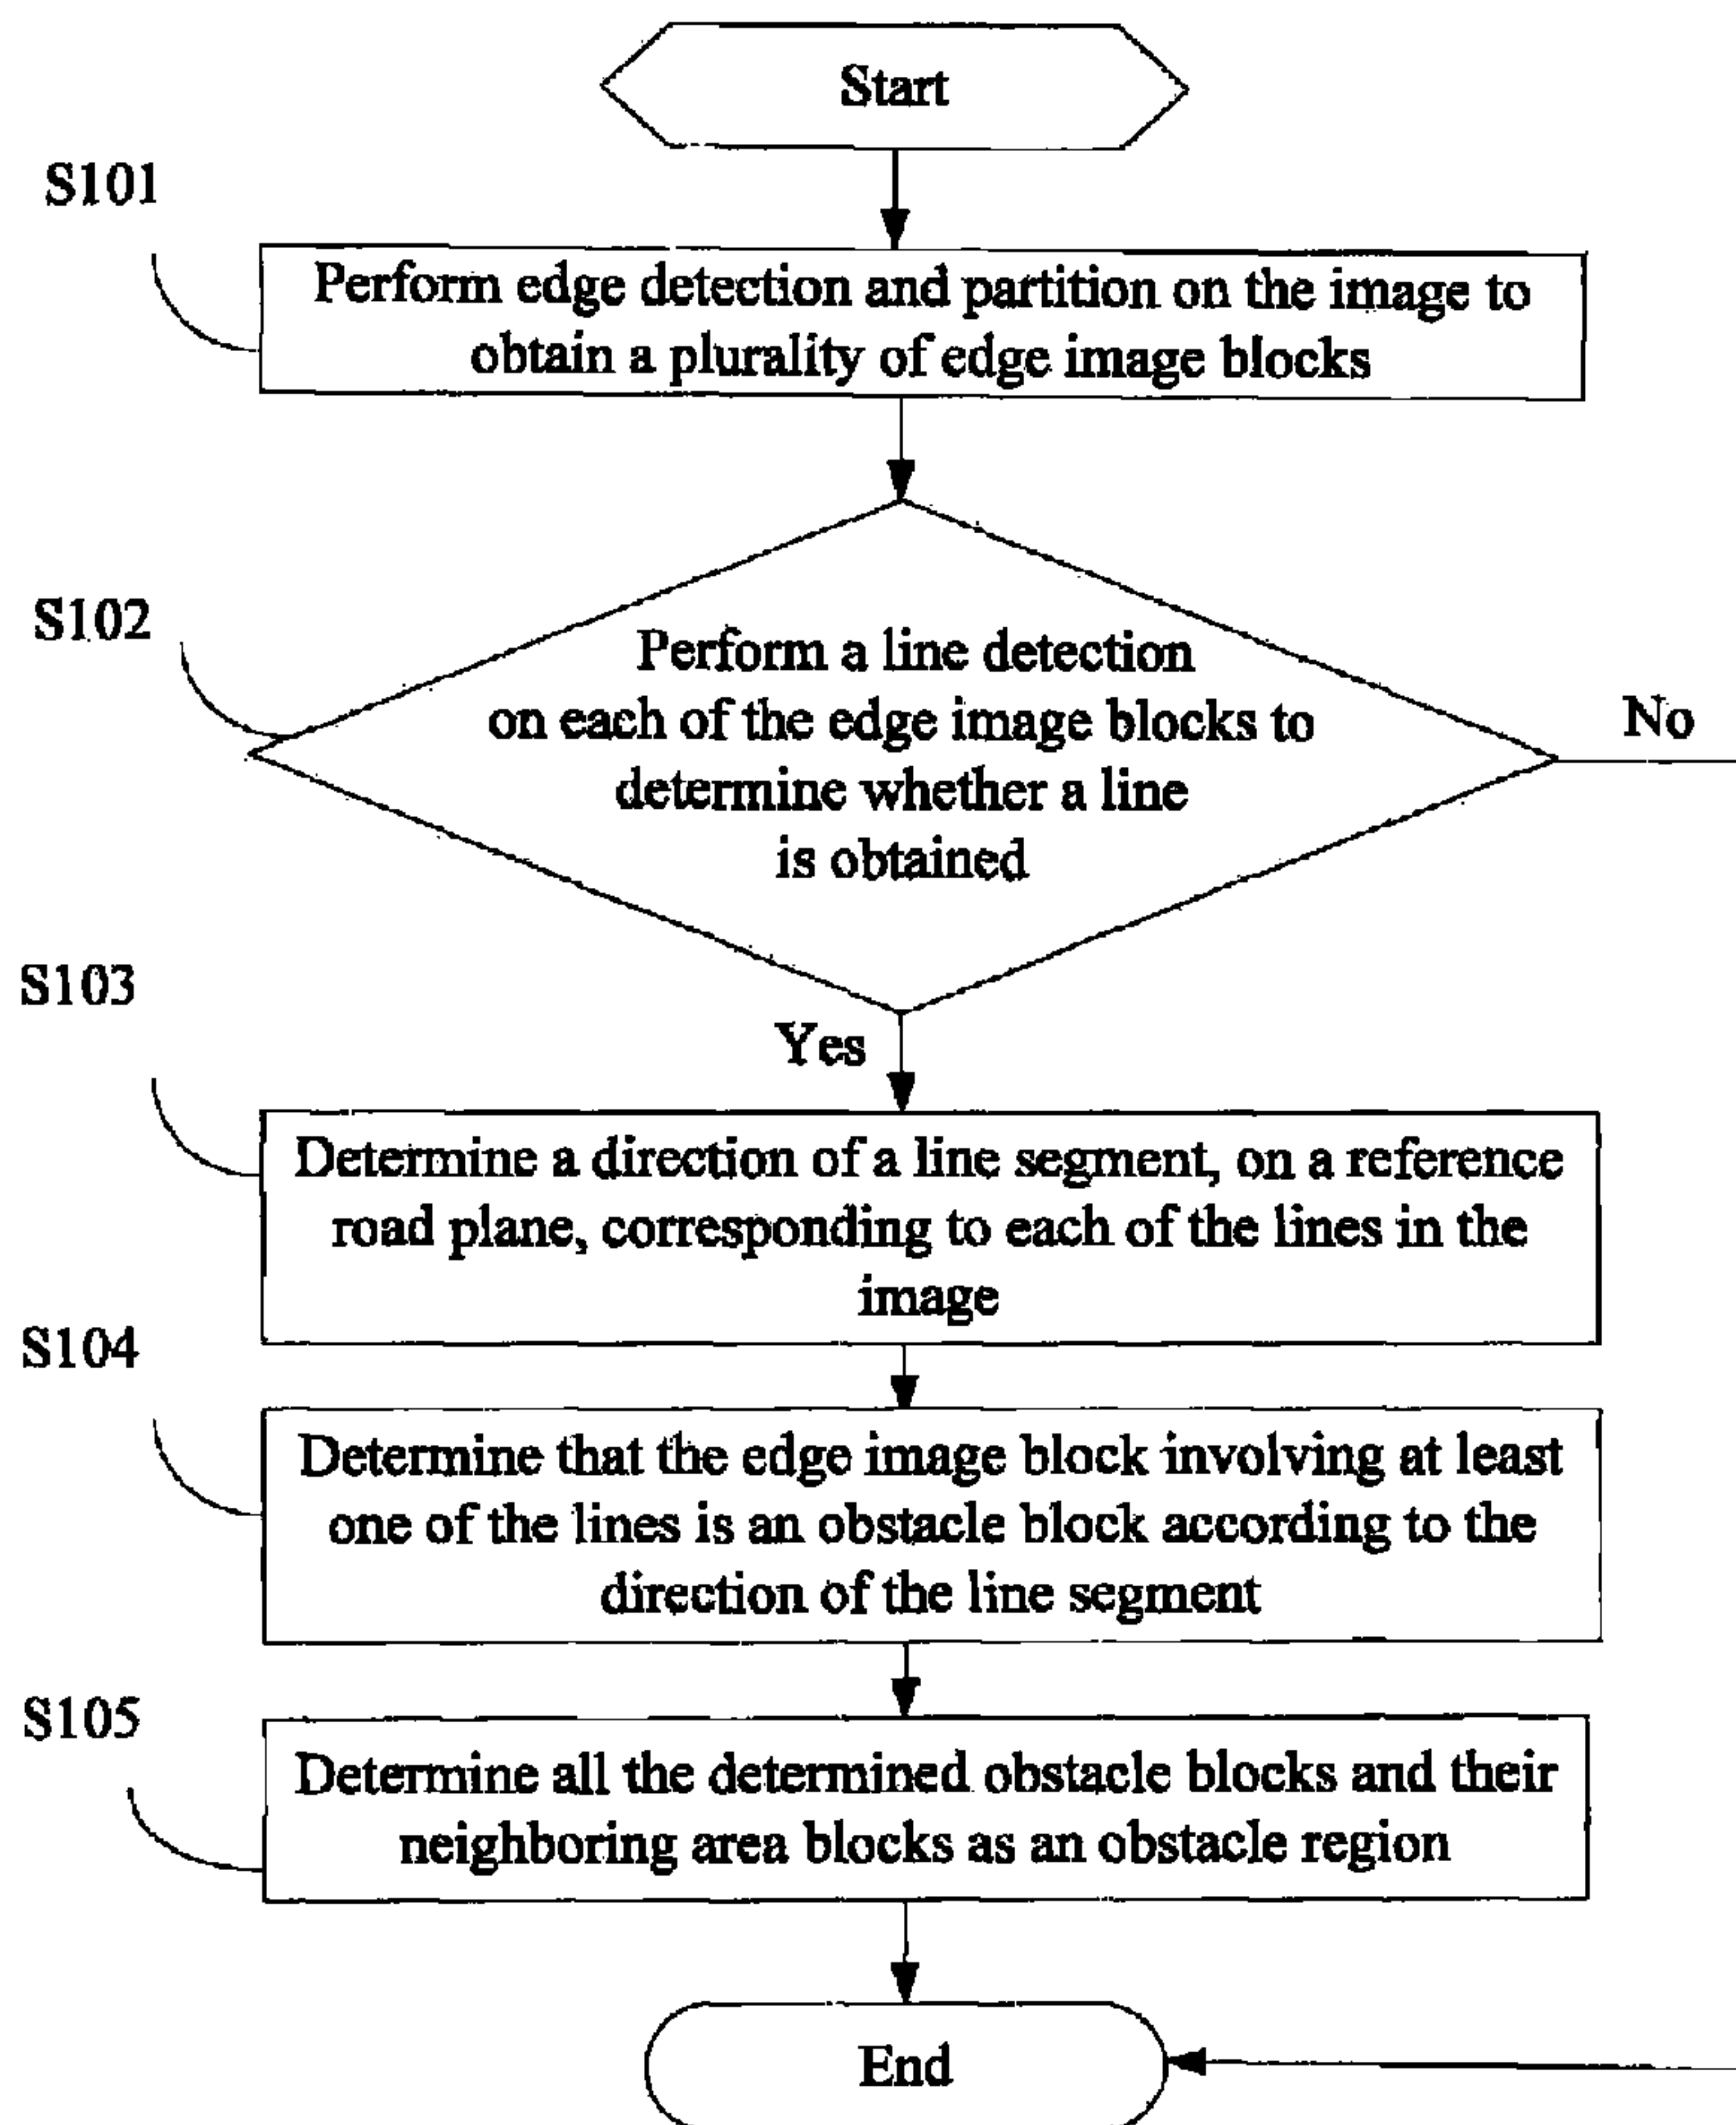 Start
S101
Perform edge detection and partition on the image to
obtain a plurality of edge image blocks
S102
Perform a line detection
on each of the edge image blocks to
determine whether a line
is obtained
No
S103
Yes
Determine a direction of a line segment, on a reference
road plane, corresponding to each of the lines in the
image
S104
Determine that the edge image block involving at least
one of the lines is an obstacle block according to the
direction of the line segment
S105
Determine all the determined obstacle blocks and their
neighboring area blocks as an obstacle region
End